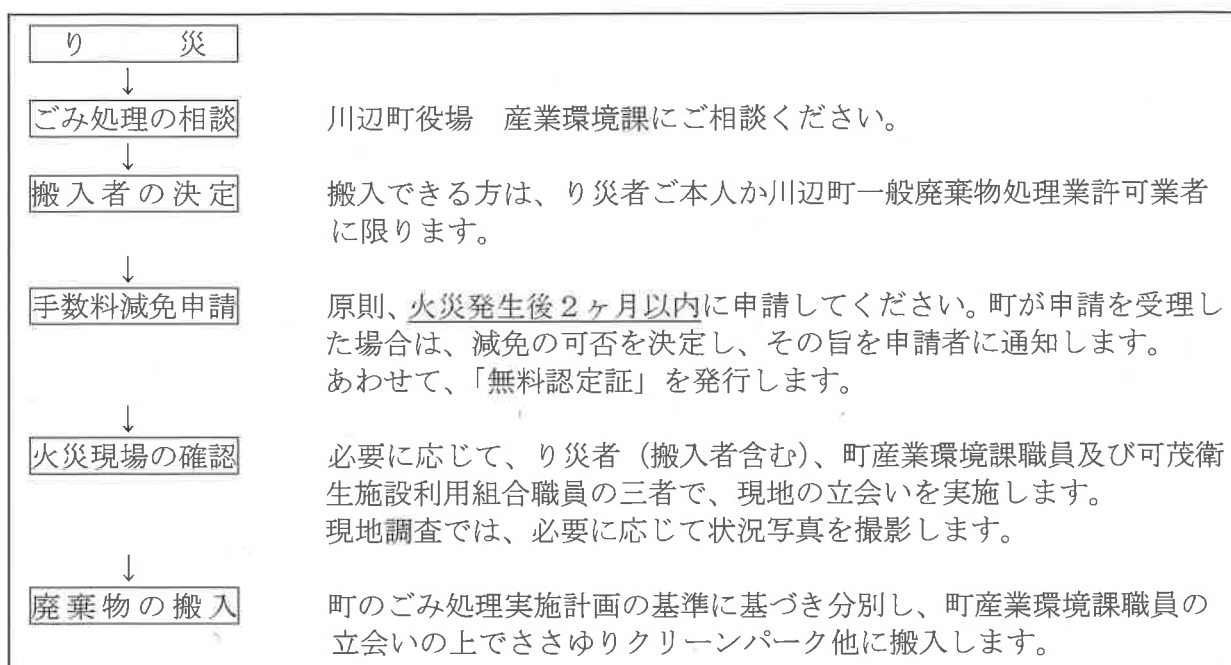 り　　　災
↓
ごみ処理の相談　川辺町役場　産業環境課にご相談ください。
↓
搬入者の決定　搬入できる方は、り災者ご本人か川辺町一般廃棄物処理業許可業者
に限ります。
↓
手数料減免申請　原則、火災発生後２ヶ月以内に申請してください。町が申請を受理し
た場合は、減免の可否を決定し、その旨を申請者に通知します。
あわせて、「無料認定証」を発行します。
↓
火災現場の確認　必要に応じて、り災者（搬入者含む）、町産業環境課職員及び可茂衛
生施設利用組合職員の三者で、現地の立会いを実施します。
現地調査では、必要に応じて状況写真を撮影します。
↓
廃棄物の搬入　町のごみ処理実施計画の基準に基づき分別し、町産業環境課職員の
立会いの上でささゆりクリーンパーク他に搬入します。